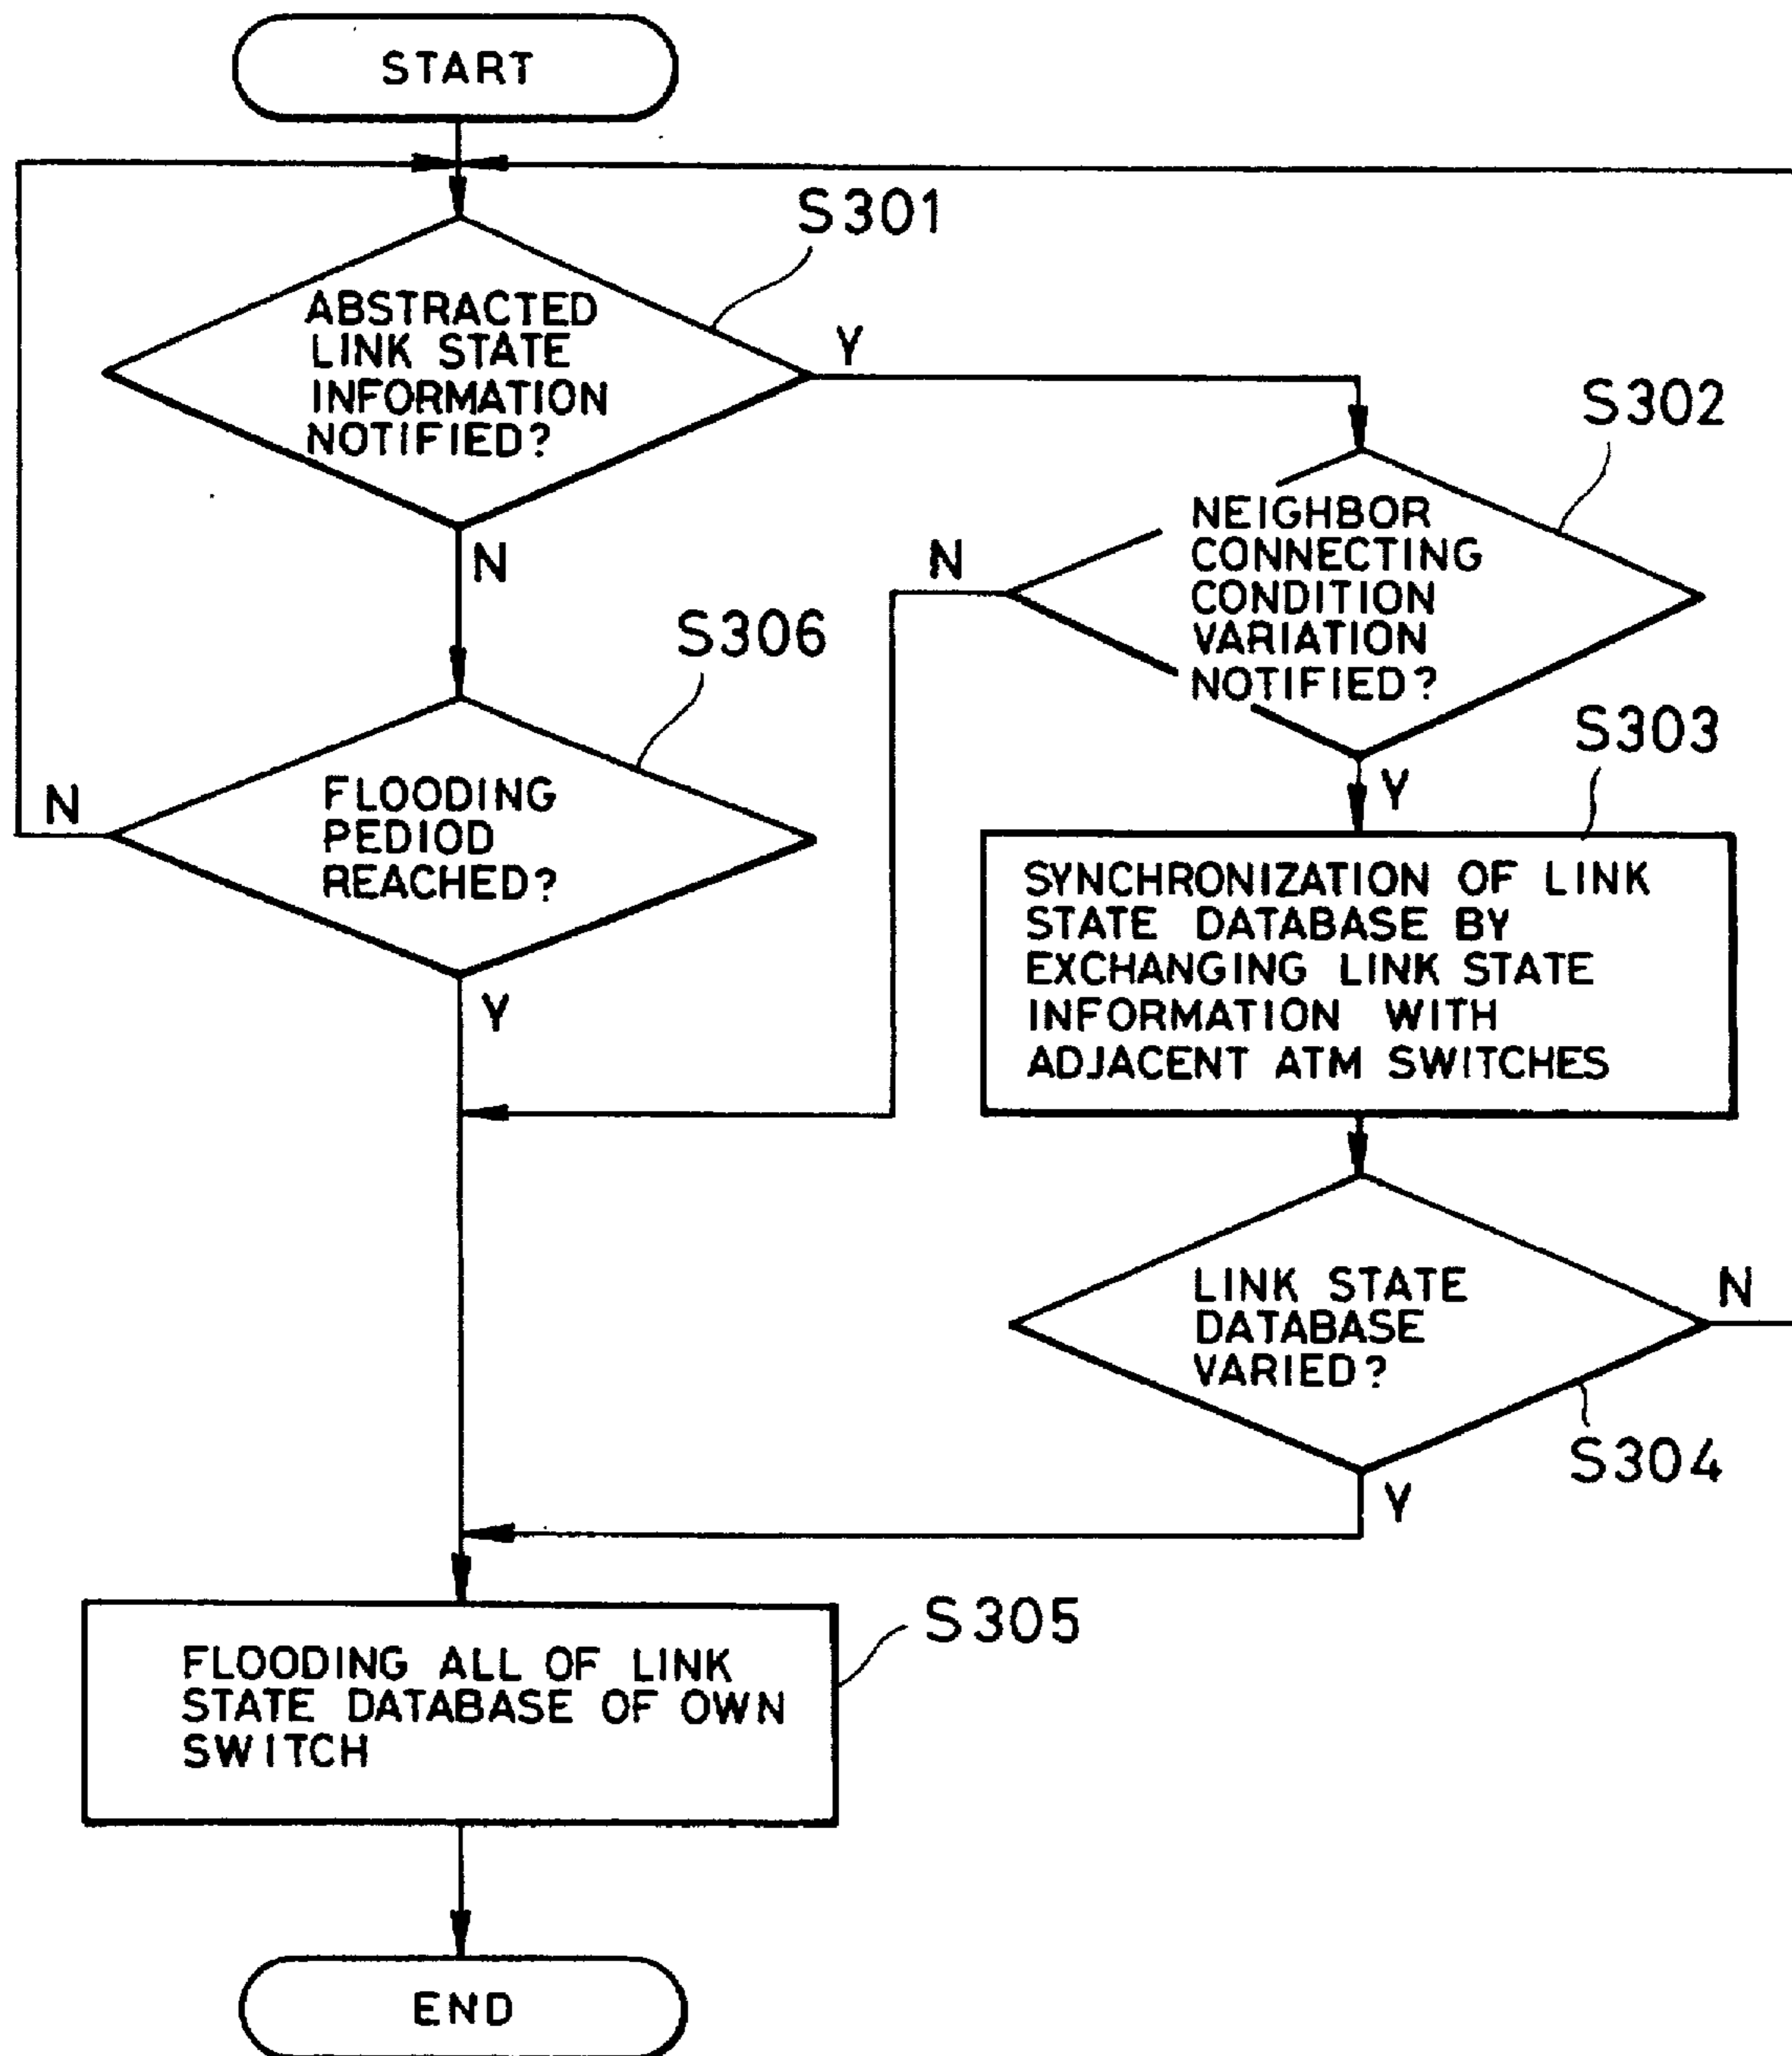 START
S301
ABSTRACTED
LINK STATE
INFORMATION
NOTIFIED?
Y
N
S302
NEIGHBOR
CONNECTING
CONDITION
VARIATION
NOTIFIED?
N
Y
S306
FLOODING
PEDIOD
REACHED?
N
Y
S303
SYNCHRONIZATION OF LINK
STATE DATABASE BY
EXCHANGING LINK STATE
INFORMATION WITH
ADJACENT ATM SWITCHES
LINK STATE
DATABASE
VARIED?
N
S304
Y
S305
FLOODING ALL OF LINK
STATE DATABASE OF OWN
SWITCH
END